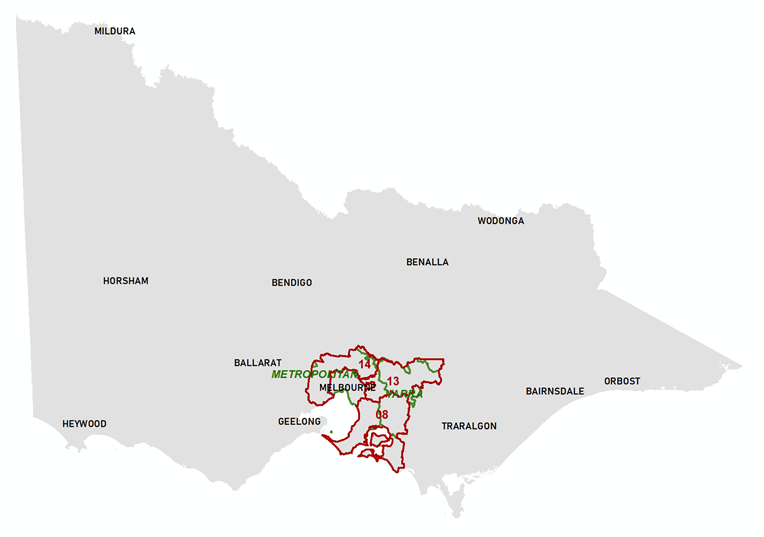 MILDURA
WODONGA
BENALLA
HORSHAM
BENDIGO
BALLARAT
14
METROPOLITAN
13
MELBOURNE
YARRA
ORBOST
BAIRNSDALE
08
GEELONG
HEYWOOD
TRARALGON